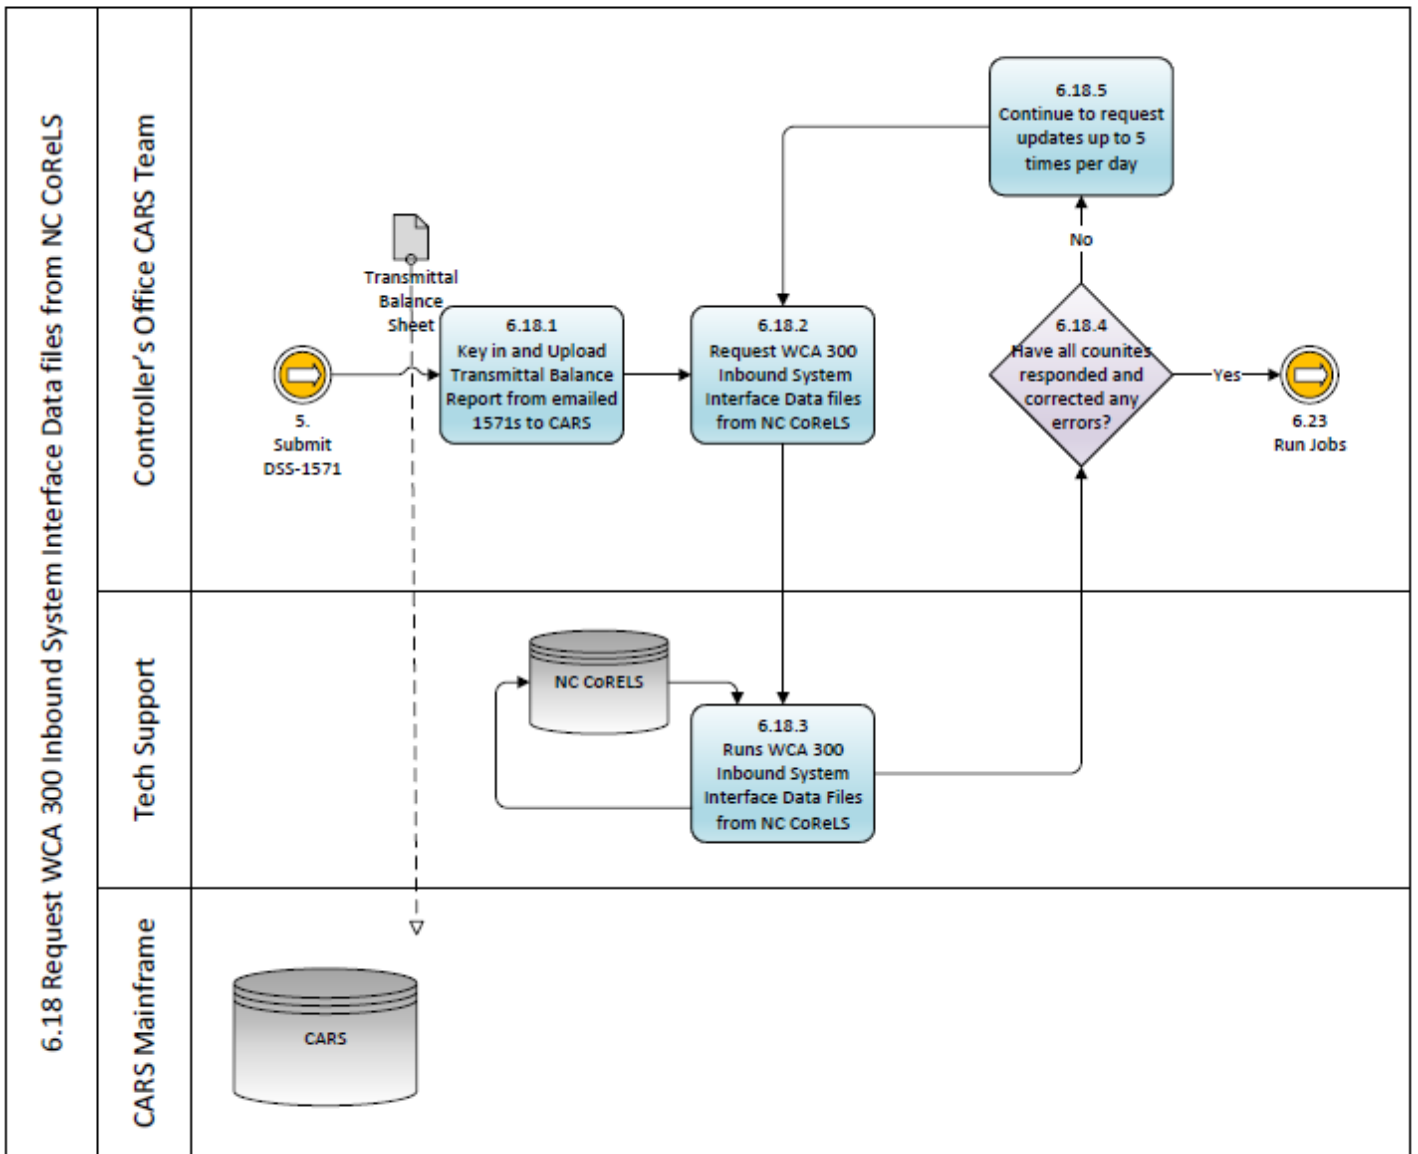 6.18 Request WCA 300 Inbound System Interface Data files from NC CoReLS
Controller's Office CARS Team
Transmittal
Balance
Sheet
5.
Submit
DSS-1571
6.18.1
Key in and Upload
Transmittal Balance
Report from emailed
1571s to CARS
6.18.2
Request WCA 300
Inbound System
Interface Data files
from NC CoReLS
6.18.5
Continue to request
updates up to 5
times per day
No
6.18.4
Have all counites
responded and
corrected any
errors?
Yes
6.23
Run Jobs
Tech Support
NC CoRELS
6.18.3
Runs WCA 300
Inbound System
Interface Data Files
from NC CoReLS
CARS Mainframe
CARS